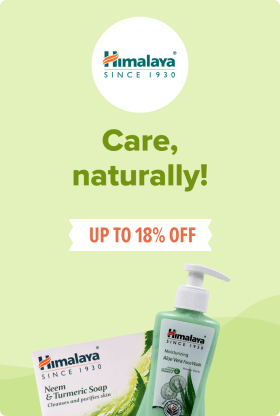 Himalaya
SINCE 1930
Care,
naturally!
UP TO 18% OFF
Himalaya
SINCE 1930
Neem
& Turmeric Soap
Cleanses and purifies skin
Himalaya
SINCE 1930
Moisturizing
Aloe Vera Face Wash